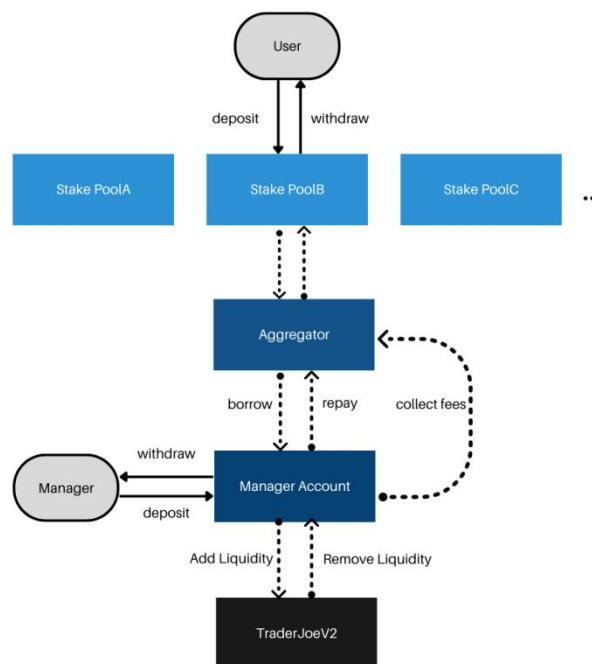 User
deposit
withdraw
Stake PoolA
Stake PoolB
Stake PoolC
..
Aggregator
borrow
repay
collect fees
withdraw
Manager
Manager Account
deposit
Add Liquidity
Remove Liquidity
TraderJoeV2